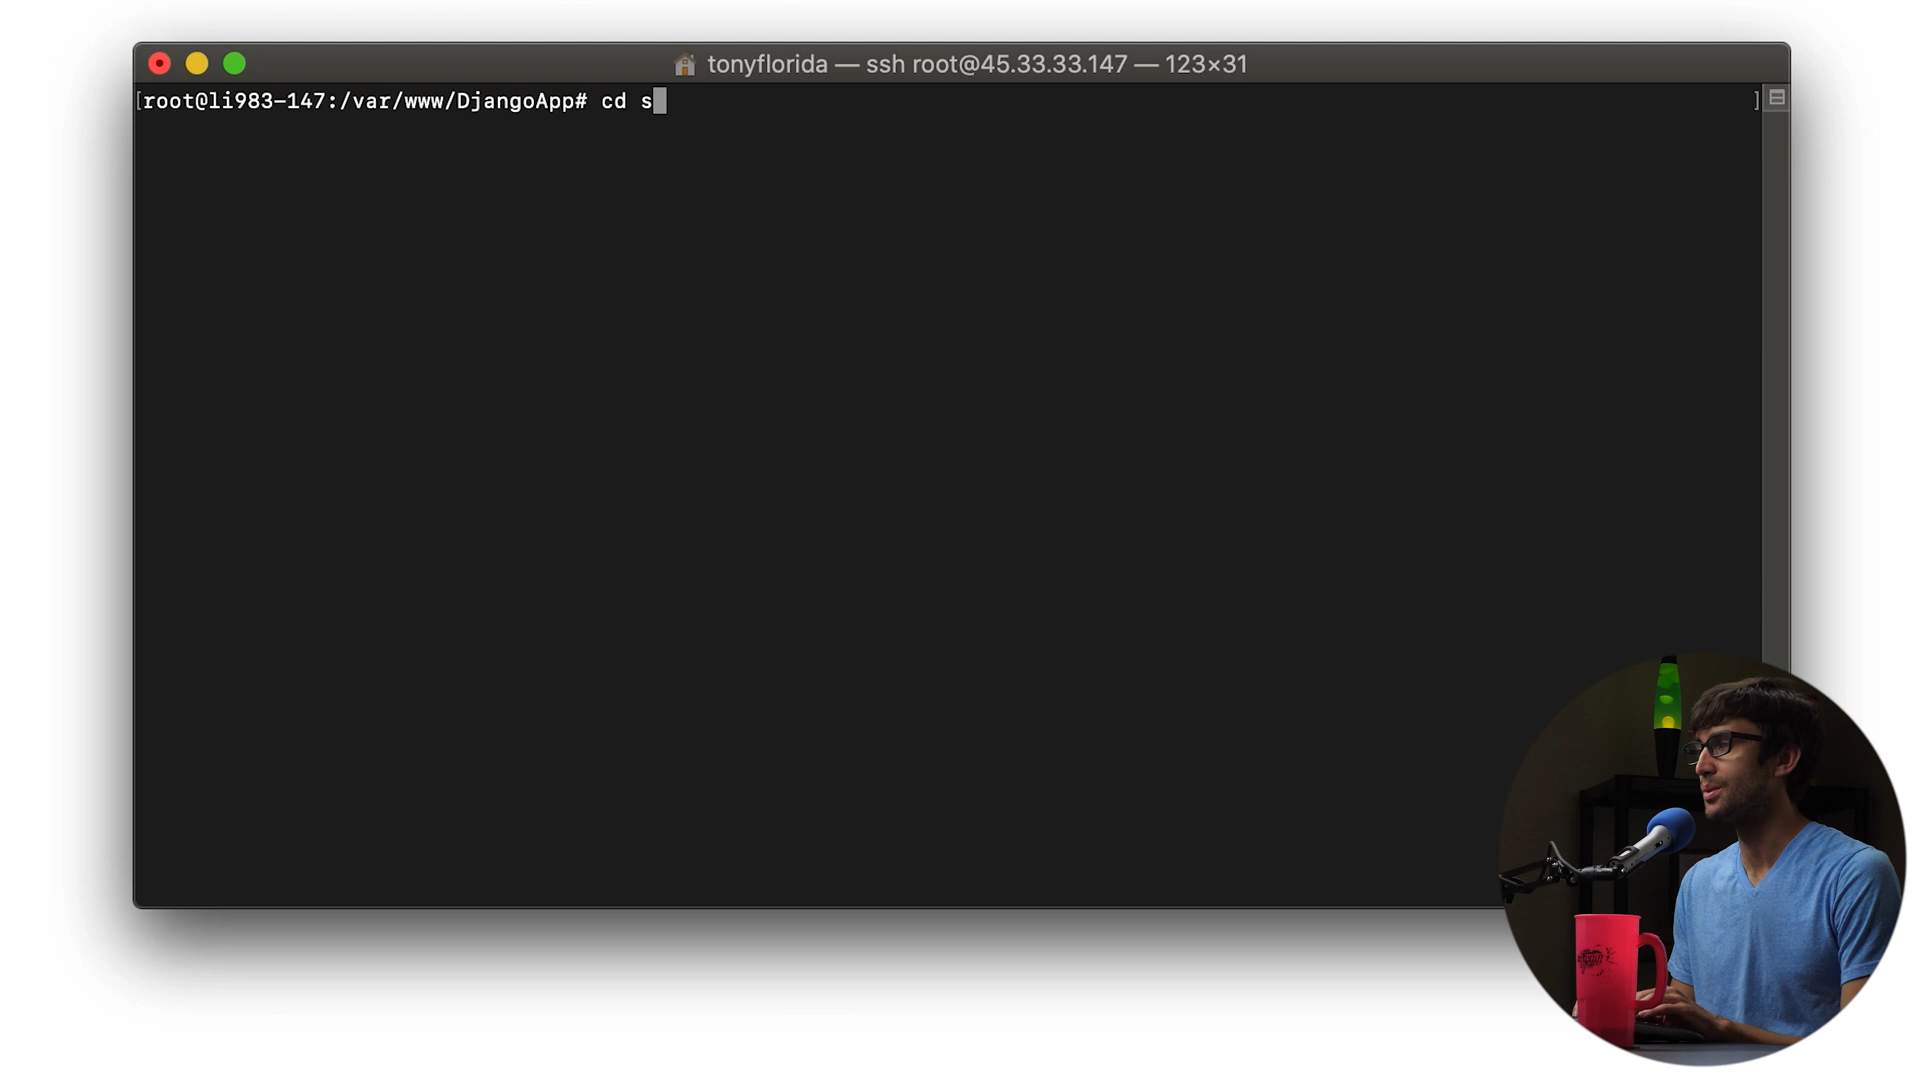 tonyflorida — ssh root@45.33.33.147 — 123×31
[root@li983-147:/var/www/DjangoApp# cd s ]